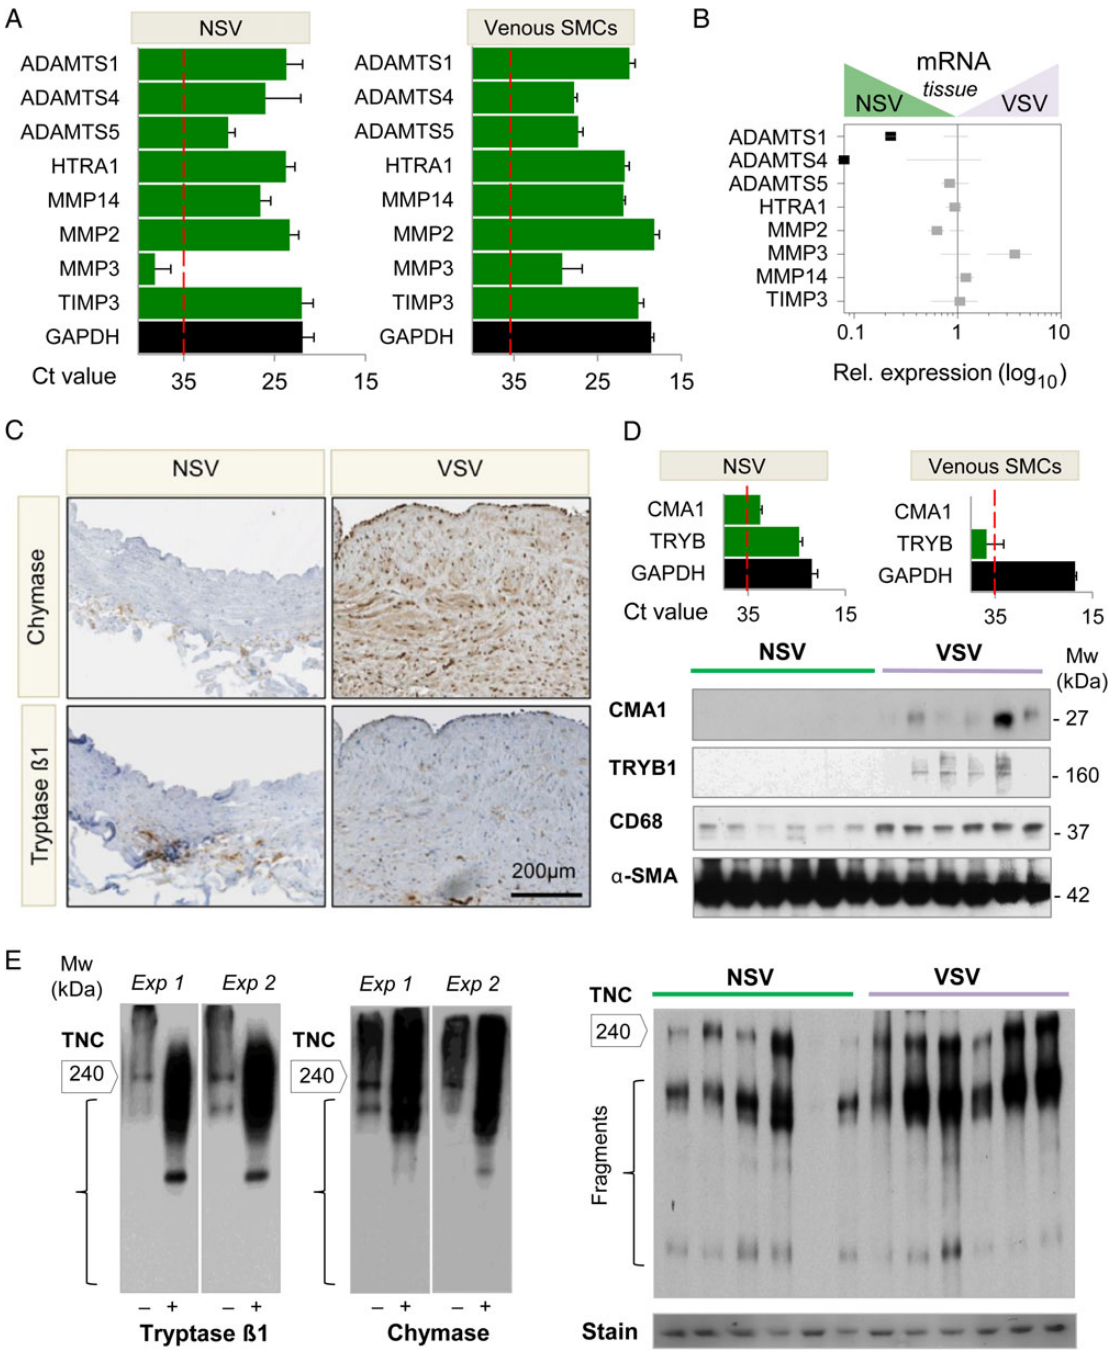 A
NSV
ADAMTS1
ADAMTS4
ADAMTS5
HTRA1
MMP14
MMP2
MMP3
TIMP3
GAPDH
Ct value
35 25 15
Venous SMCs
ADAMTS1
ADAMTS4
ADAMTS5
HTRA1
MMP14
MMP2
MMP3
TIMP3
GAPDH
35 25 15
B
mRNA
tissue
NSV VSV
ADAMTS1
ADAMTS4
ADAMTS5
HTRA1
MMP2
MMP3
MMP14
TIMP3
0.1 1 10
Rel. expression (log10)
C
NSV VSV
Chymase
Tryptase ß1
200µm
D
NSV
CMA1
TRYB
GAPDH
Ct value
35 15
Venous SMCs
CMA1
TRYB
GAPDH
35 15
NSV VSV Mw
(kDa)
CMA1 - 27
TRYB1 - 160
CD68 - 37
α-SMA - 42
E
Mw
(kDa)
Exp 1 Exp 2
TNC
240
– + – +
Tryptase ß1
Exp 1 Exp 2
TNC
240
– + – +
Chymase
NSV VSV
TNC
240
Fragments
Stain